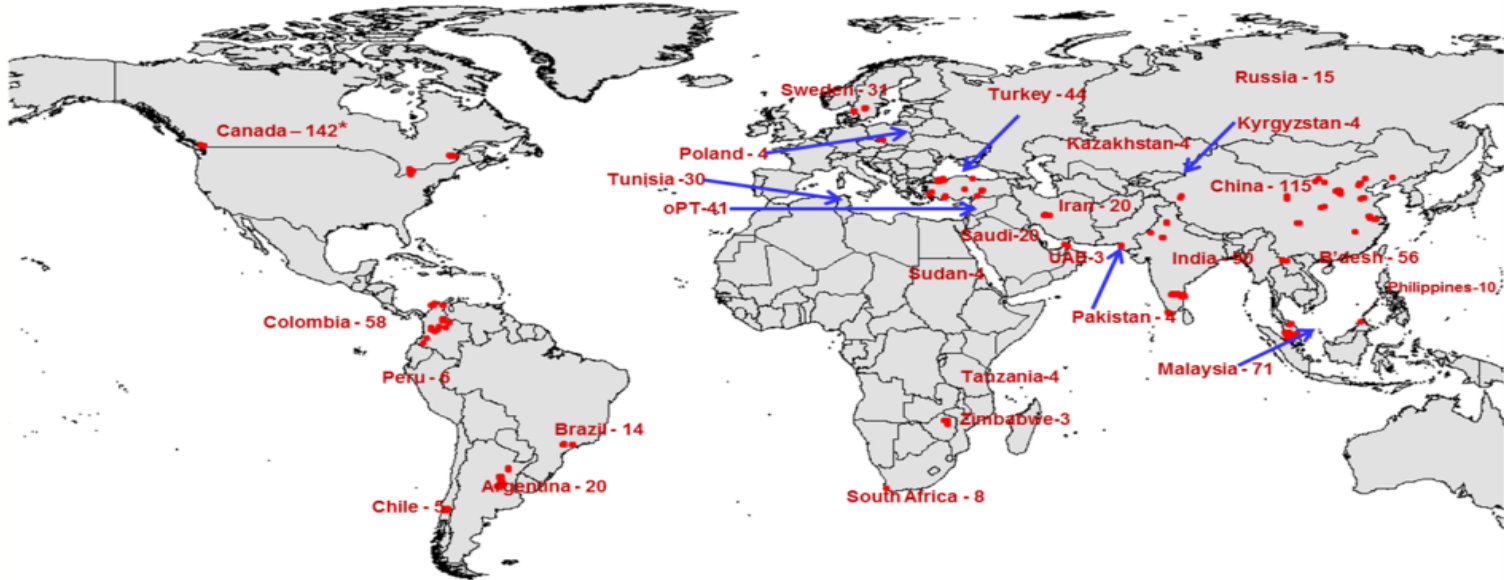 Russia - 15
Sweden - 31
Turkey - 44
Canada – 142*
Kyrgyzstan -4
Kazakhstan-4
Poland - 4
Tunisia -30
China - 115
oPT-41
Iran - 20
Saudi-20
UAE-3
India - 90
B'desh - 56
Sudan-4
Philippines-10
Colombia - 58
Pakistan - 4
Malaysia - 71
Peru - 6
Tanzania-4
Zimbabwe-3
Brazil - 14
Argentina - 20
South Africa - 8
Chile - 5